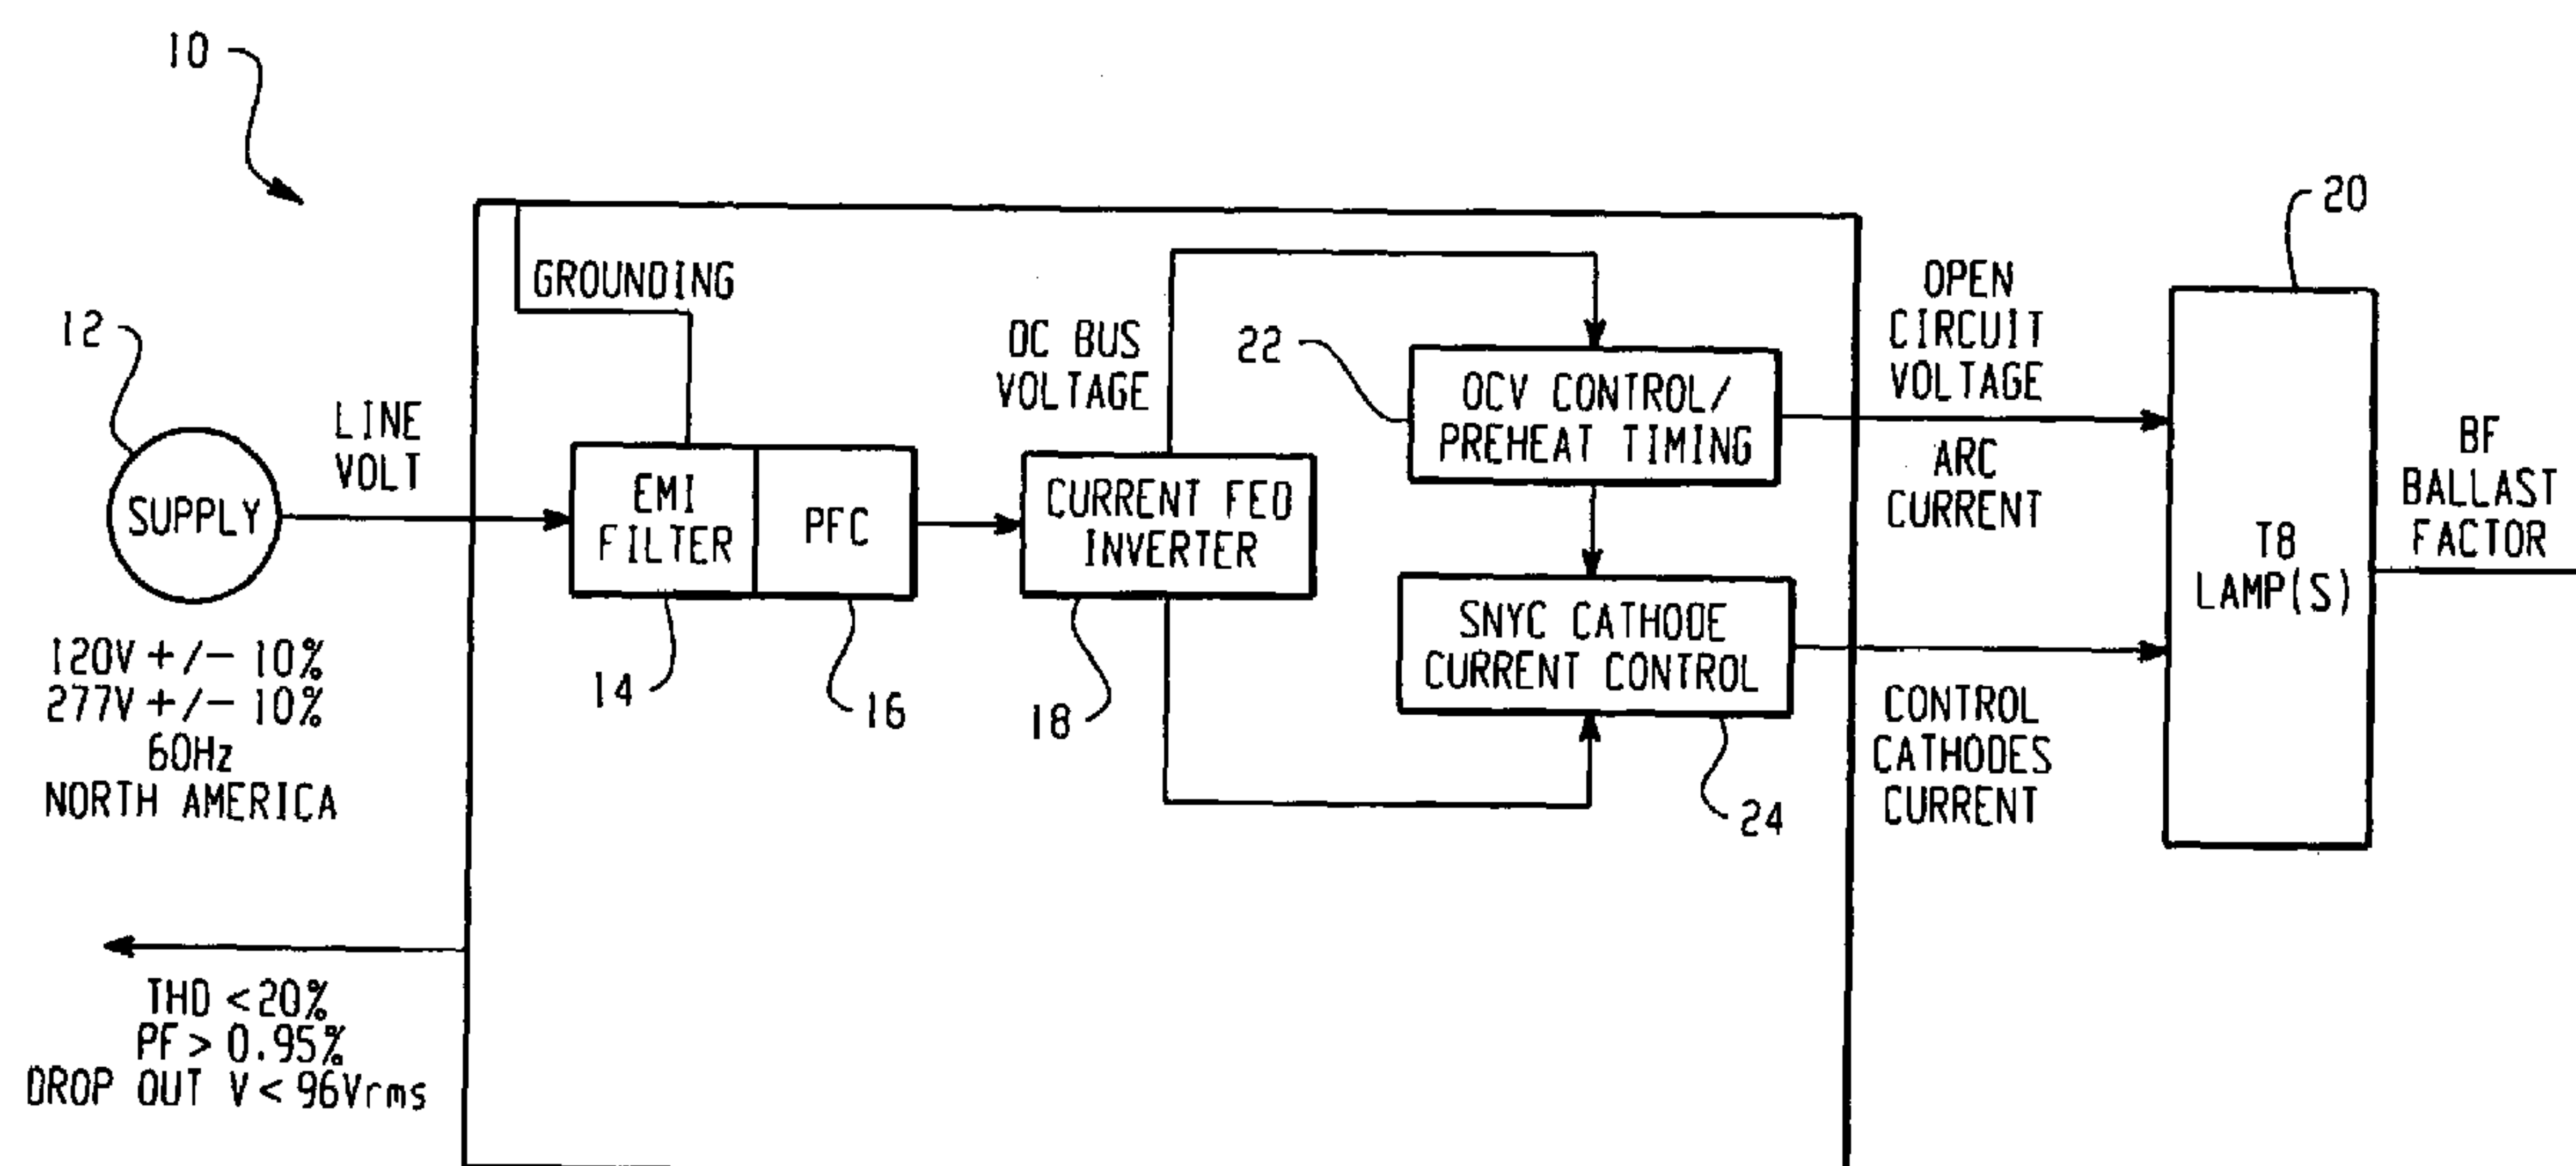 10
20
GROUNDING
12
LINE
VOLT
SUPPLY
120V +/- 10%
277V +/- 10%
60Hz
NORTH AMERICA
EMI
FILTER
PFC
14
16
DC BUS
VOLTAGE
CURRENT FED
INVERTER
18
22
OCV CONTROL/
PREHEAT TIMING
SNYC CATHODE
CURRENT CONTROL
24
OPEN
CIRCUIT
VOLTAGE
ARC
CURRENT
CONTROL
CATHODES
CURRENT
T8
LAMP(S)
BF
BALLAST
FACTOR
THD <20%
PF > 0.95%
DROP OUT V < 96Vrms